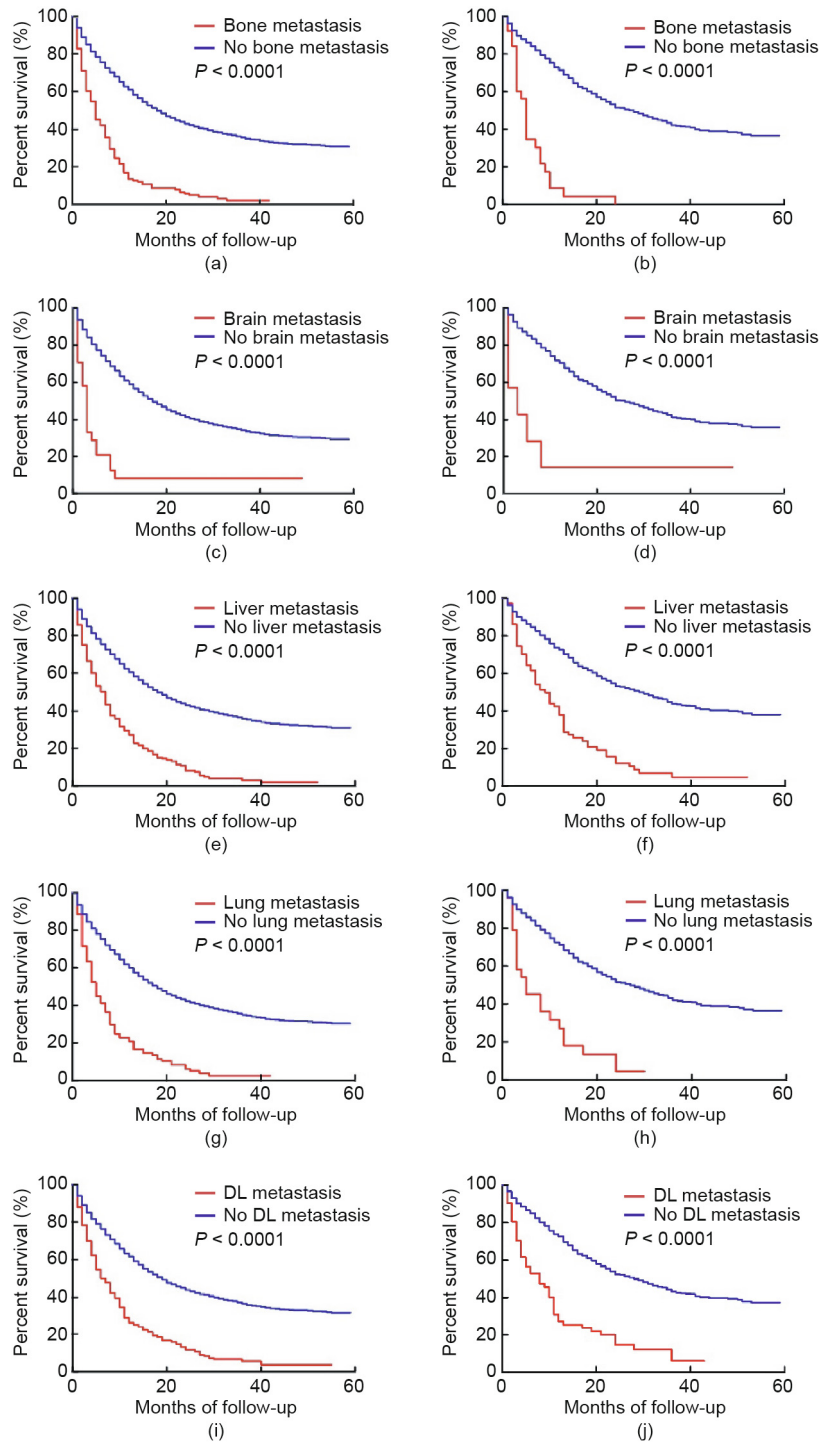 100
80
60
40
20
0
Percent survival (%)
Bone metastasis
No bone metastasis
P < 0.0001
0 20 40 60
Months of follow-up
(a)
100
80
60
40
20
0
Percent survival (%)
Bone metastasis
No bone metastasis
P < 0.0001
0 20 40 60
Months of follow-up
(b)
100
80
60
40
20
0
Percent survival (%)
Brain metastasis
No brain metastasis
P < 0.0001
0 20 40 60
Months of follow-up
(c)
100
80
60
40
20
0
Percent survival (%)
Brain metastasis
No brain metastasis
P < 0.0001
0 20 40 60
Months of follow-up
(d)
100
80
60
40
20
0
Percent survival (%)
Liver metastasis
No liver metastasis
P < 0.0001
0 20 40 60
Months of follow-up
(e)
100
80
60
40
20
0
Percent survival (%)
Liver metastasis
No liver metastasis
P < 0.0001
0 20 40 60
Months of follow-up
(f)
100
80
60
40
20
0
Percent survival (%)
Lung metastasis
No lung metastasis
P < 0.0001
0 20 40 60
Months of follow-up
(g)
100
80
60
40
20
0
Percent survival (%)
Lung metastasis
No lung metastasis
P < 0.0001
0 20 40 60
Months of follow-up
(h)
100
80
60
40
20
0
Percent survival (%)
DL metastasis
No DL metastasis
P < 0.0001
0 20 40 60
Months of follow-up
(i)
100
80
60
40
20
0
Percent survival (%)
DL metastasis
No DL metastasis
P < 0.0001
0 20 40 60
Months of follow-up
(j)